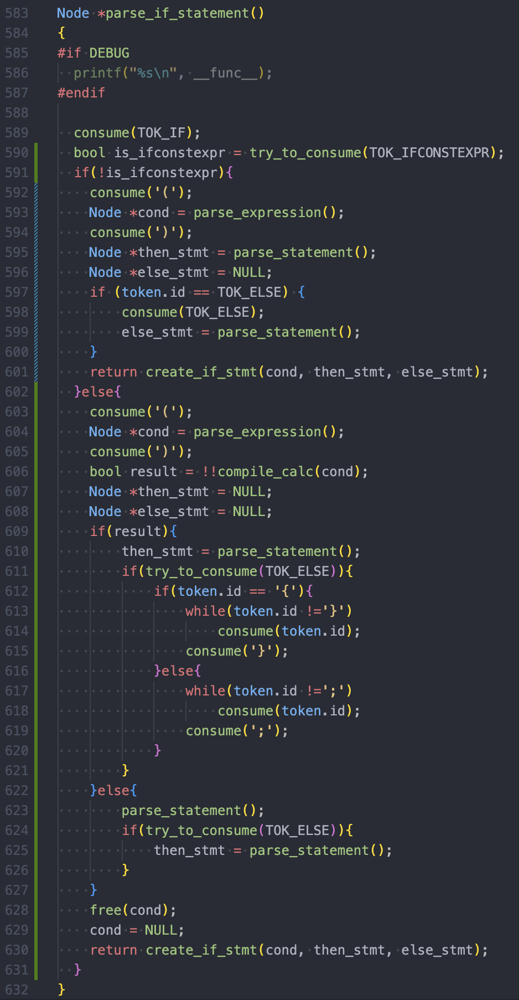 583 Node *parse_if_statement()
584 {
585 #if DEBUG
586   printf("%s\n", __func__);
587 #endif
588
589   consume(TOK_IF);
590   bool is_ifconstexpr = try_to_consume(TOK_IFCONSTEXPR);
591   if(!is_ifconstexpr){
592     consume('(');
593     Node *cond = parse_expression();
594     consume(')');
595     Node *then_stmt = parse_statement();
596     Node *else_stmt = NULL;
597     if (token.id == TOK_ELSE) {
598         consume(TOK_ELSE);
599         else_stmt = parse_statement();
600     }
601     return create_if_stmt(cond, then_stmt, else_stmt);
602   }else{
603     consume('(');
604     Node *cond = parse_expression();
605     consume(')');
606     bool result = !!compile_calc(cond);
607     Node *then_stmt = NULL;
608     Node *else_stmt = NULL;
609     if(result){
610         then_stmt = parse_statement();
611         if(try_to_consume(TOK_ELSE)){
612             if(token.id == '{'){
613                 while(token.id !='}')
614                     consume(token.id);
615                 consume('}');
616             }else{
617                 while(token.id !=';')
618                     consume(token.id);
619                 consume(';');
620             }
621         }
622     }else{
623         parse_statement();
624         if(try_to_consume(TOK_ELSE)){
625             then_stmt = parse_statement();
626         }
627     }
628     free(cond);
629     cond = NULL;
630     return create_if_stmt(cond, then_stmt, else_stmt);
631   }
632 }